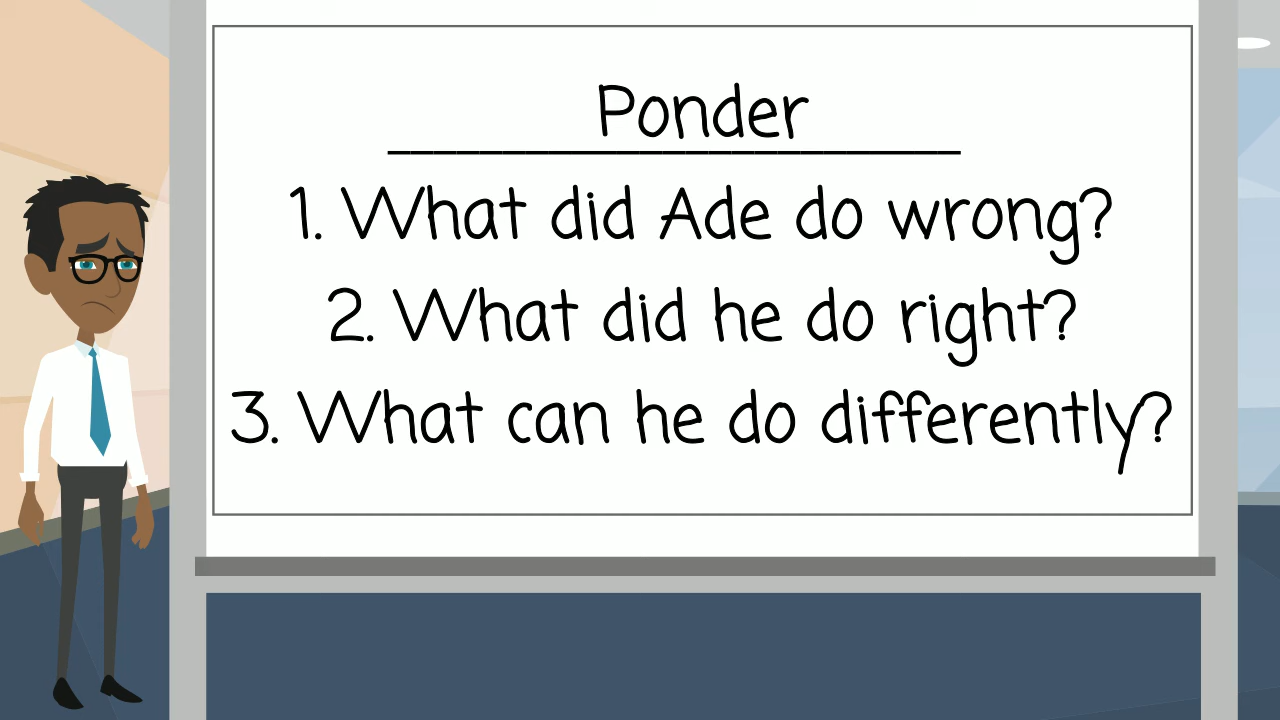 Ponder
1. What did Ade do wrong?
2. What did he do right?
3. What can he do differently?